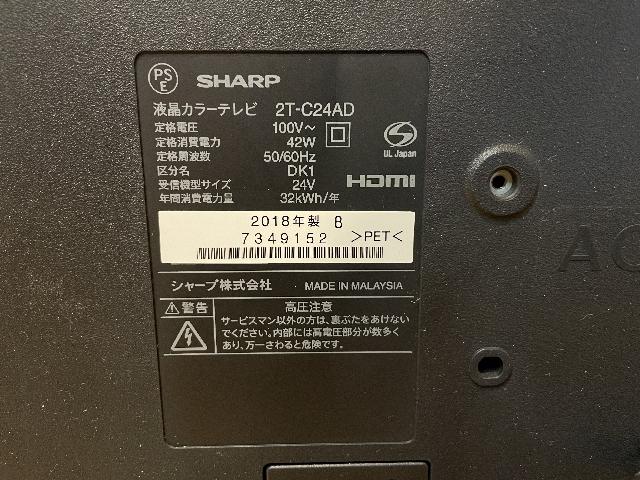 PS E SHARP
液晶カラーテレビ 2T-C24AD
定格電圧 100V～
定格消費電力 42W
定格周波数 50/60Hz
区分名 DK1
受信機型サイズ 24V
年間消費電力量 32kWh/年
UL Japan
HDMI
2018年製 B
7349152 >PET<
シャープ株式会社 MADE IN MALAYSIA
警告 高圧注意
サービスマン以外の方は、裏ぶたをあけない
でください。内部には高電圧部分が数多く
あり、万一さわると危険です。